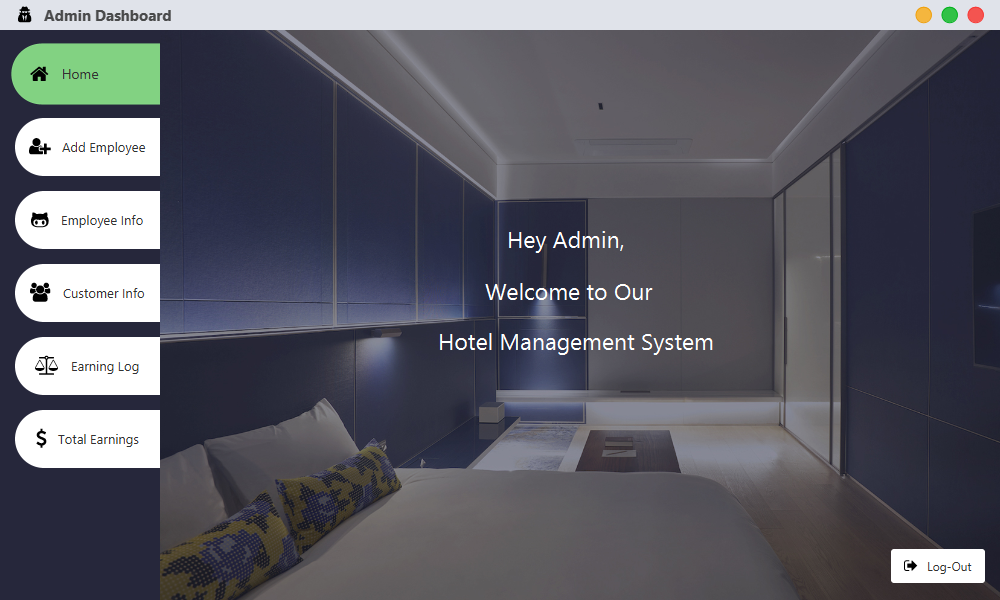 Admin Dashboard
Home
Add Employee
Employee Info
Customer Info
Earning Log
Total Earnings
Hey Admin,
Welcome to Our
Hotel Management System
Log-Out